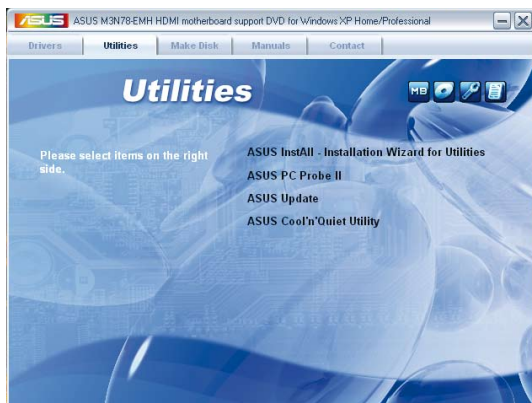 ASUS ASUS M3N78-EMH HDMI motherboard support DVD for Windows XP Home/Professional
Drivers Utilities Make Disk Manuals Contact
Utilities
MB
Please select items on the right
side.
ASUS InstAll - Installation Wizard for Utilities
ASUS PC Probe II
ASUS Update
ASUS Cool'n'Quiet Utility